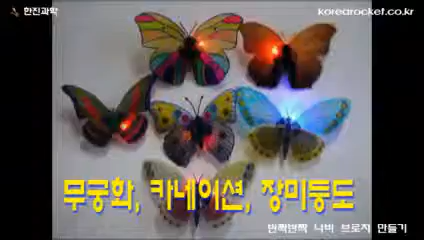 한진과학
korearocket.co.kr
무궁화, 카네이션, 장미등도
반짝반짝 나비 브로치 만들기